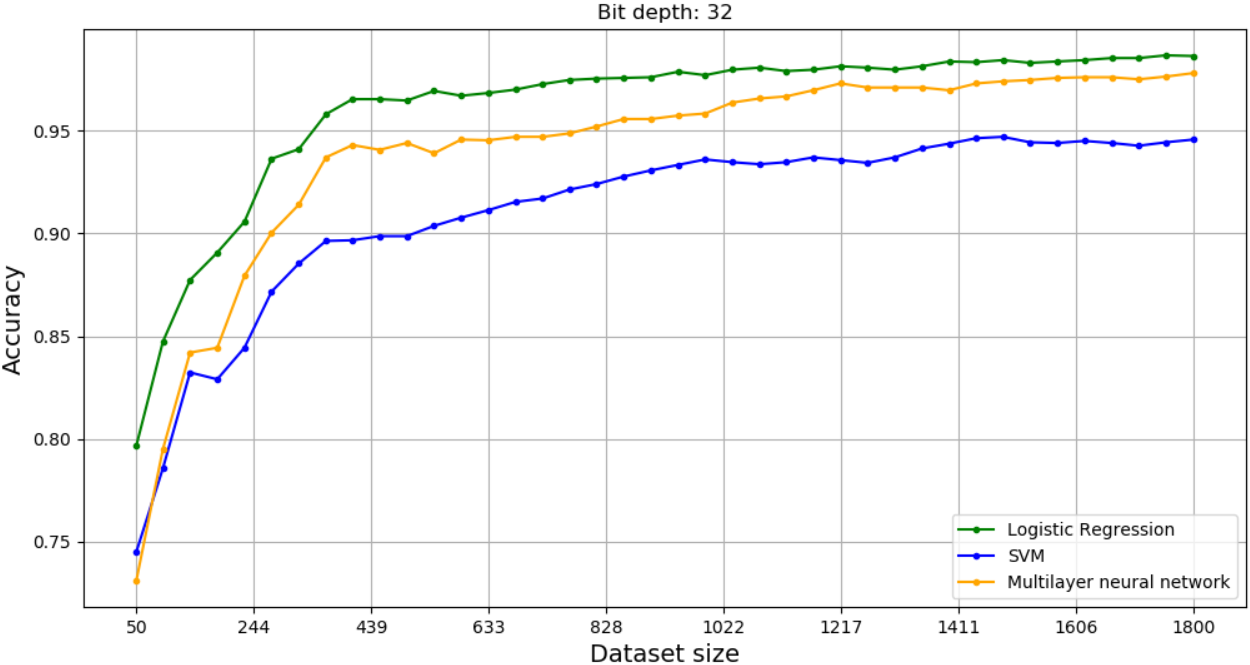 Bit depth: 32
Accuracy
0.95
0.90
0.85
0.80
0.75
Logistic Regression
SVM
Multilayer neural network
50 244 439 633 828 1022 1217 1411 1606 1800
Dataset size